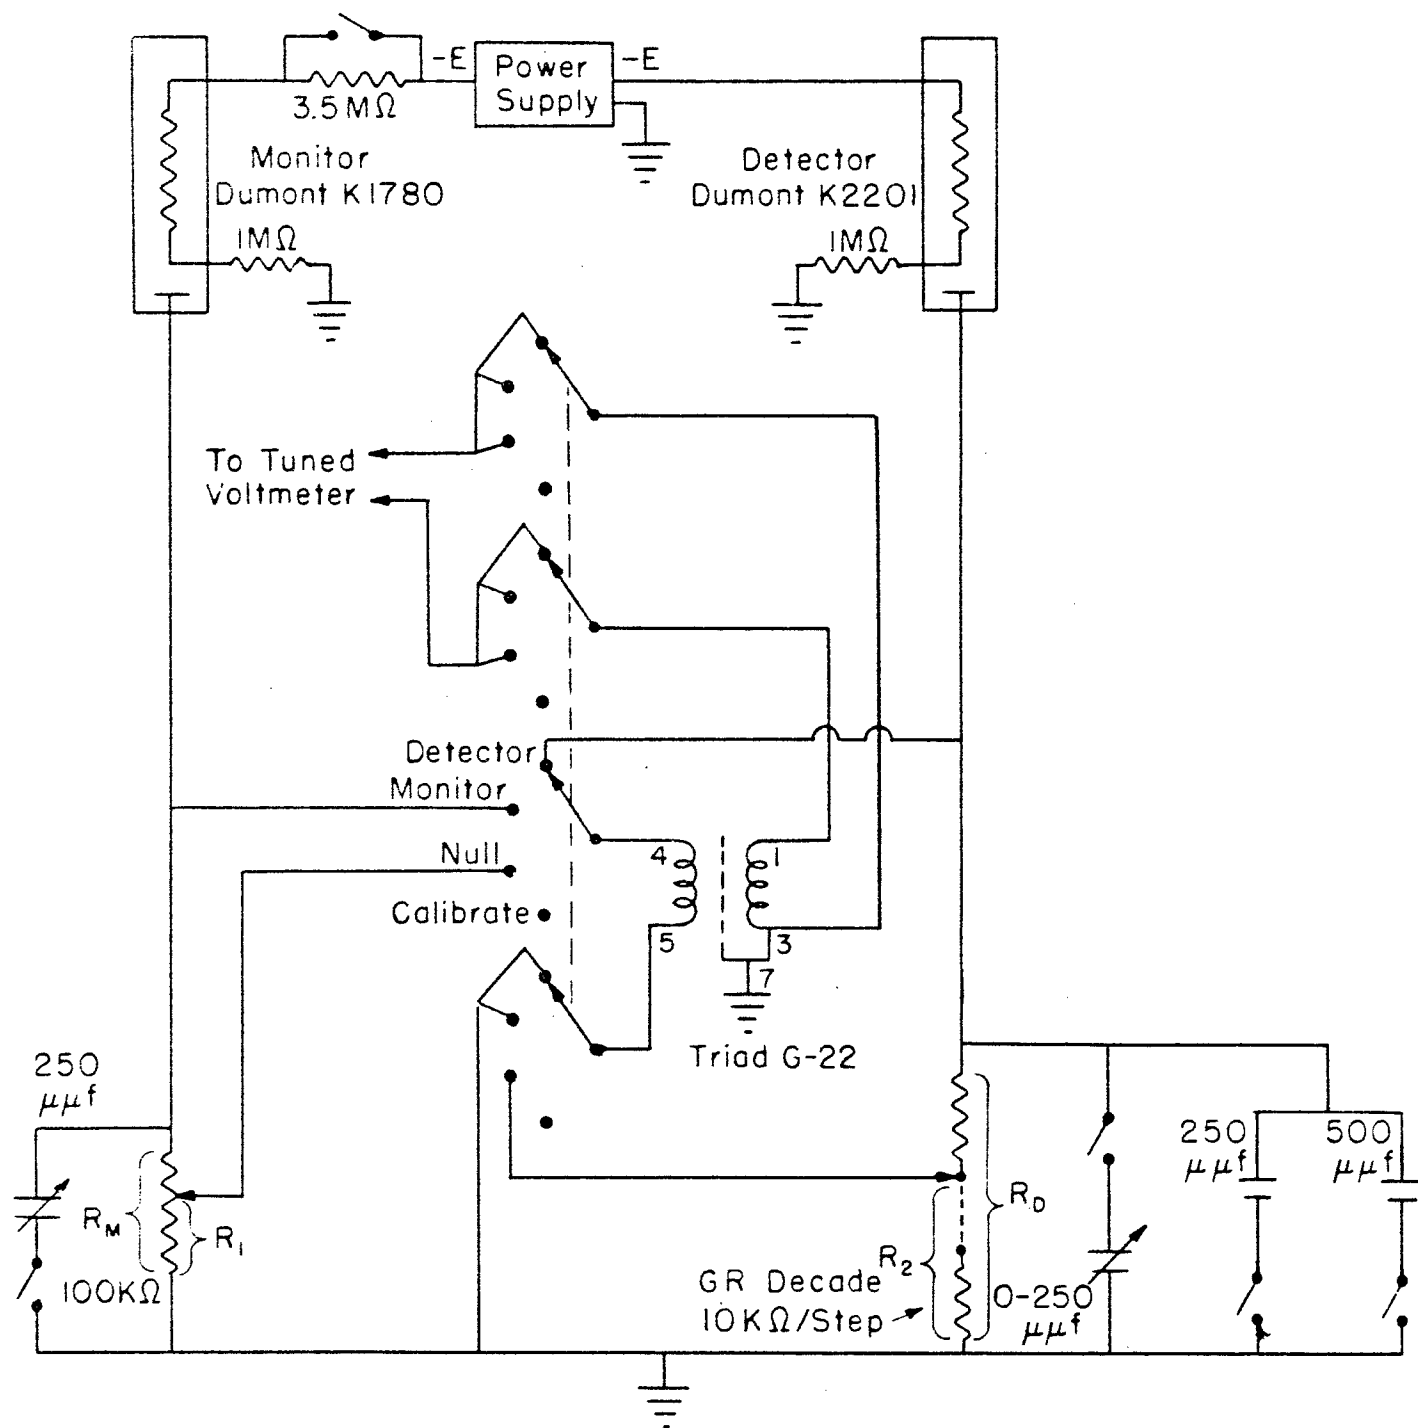 -E
Power
Supply
-E
3.5MΩ
Monitor
Dumont K1780
1MΩ
Detector
Dumont K2201
1MΩ
To Tuned
Voltmeter
Detector
Monitor
Null
Calibrate
4
5
1
3
7
Triad G-22
250
μμf
R_M
R_1
100KΩ
R_D
R_2
GR Decade
10KΩ/Step
0-250
μμf
250
μμf
500
μμf